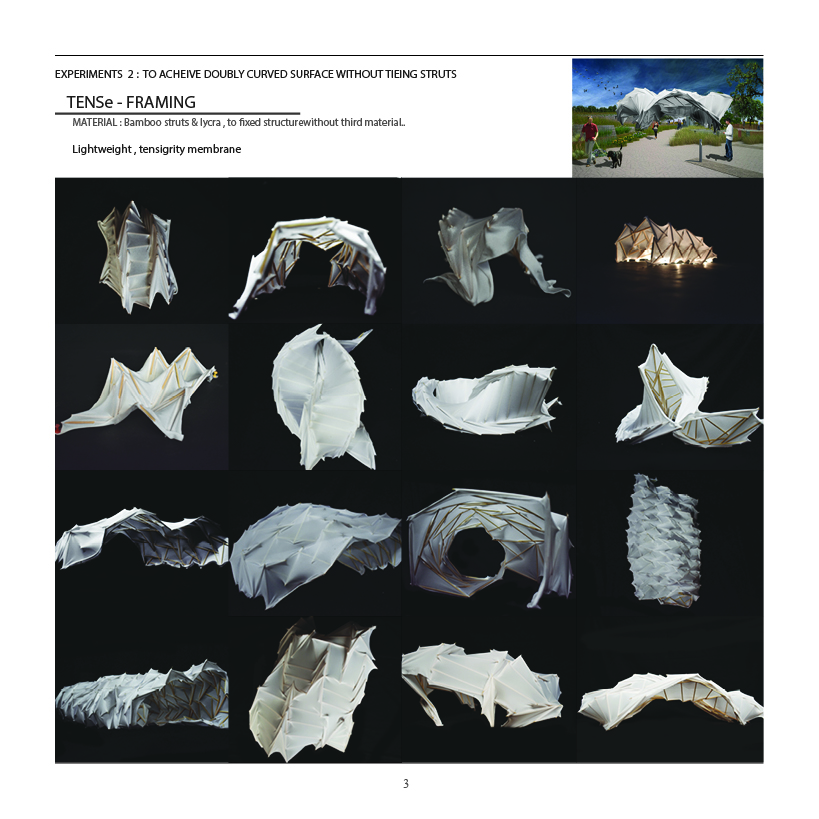 EXPERIMENTS 2 : TO ACHEIVE DOUBLY CURVED SURFACE WITHOUT TIEING STRUTS
TENSe - FRAMING
MATERIAL : Bamboo struts & lycra , to fixed structurewithout third material..
Lightweight , tensigrity membrane
3